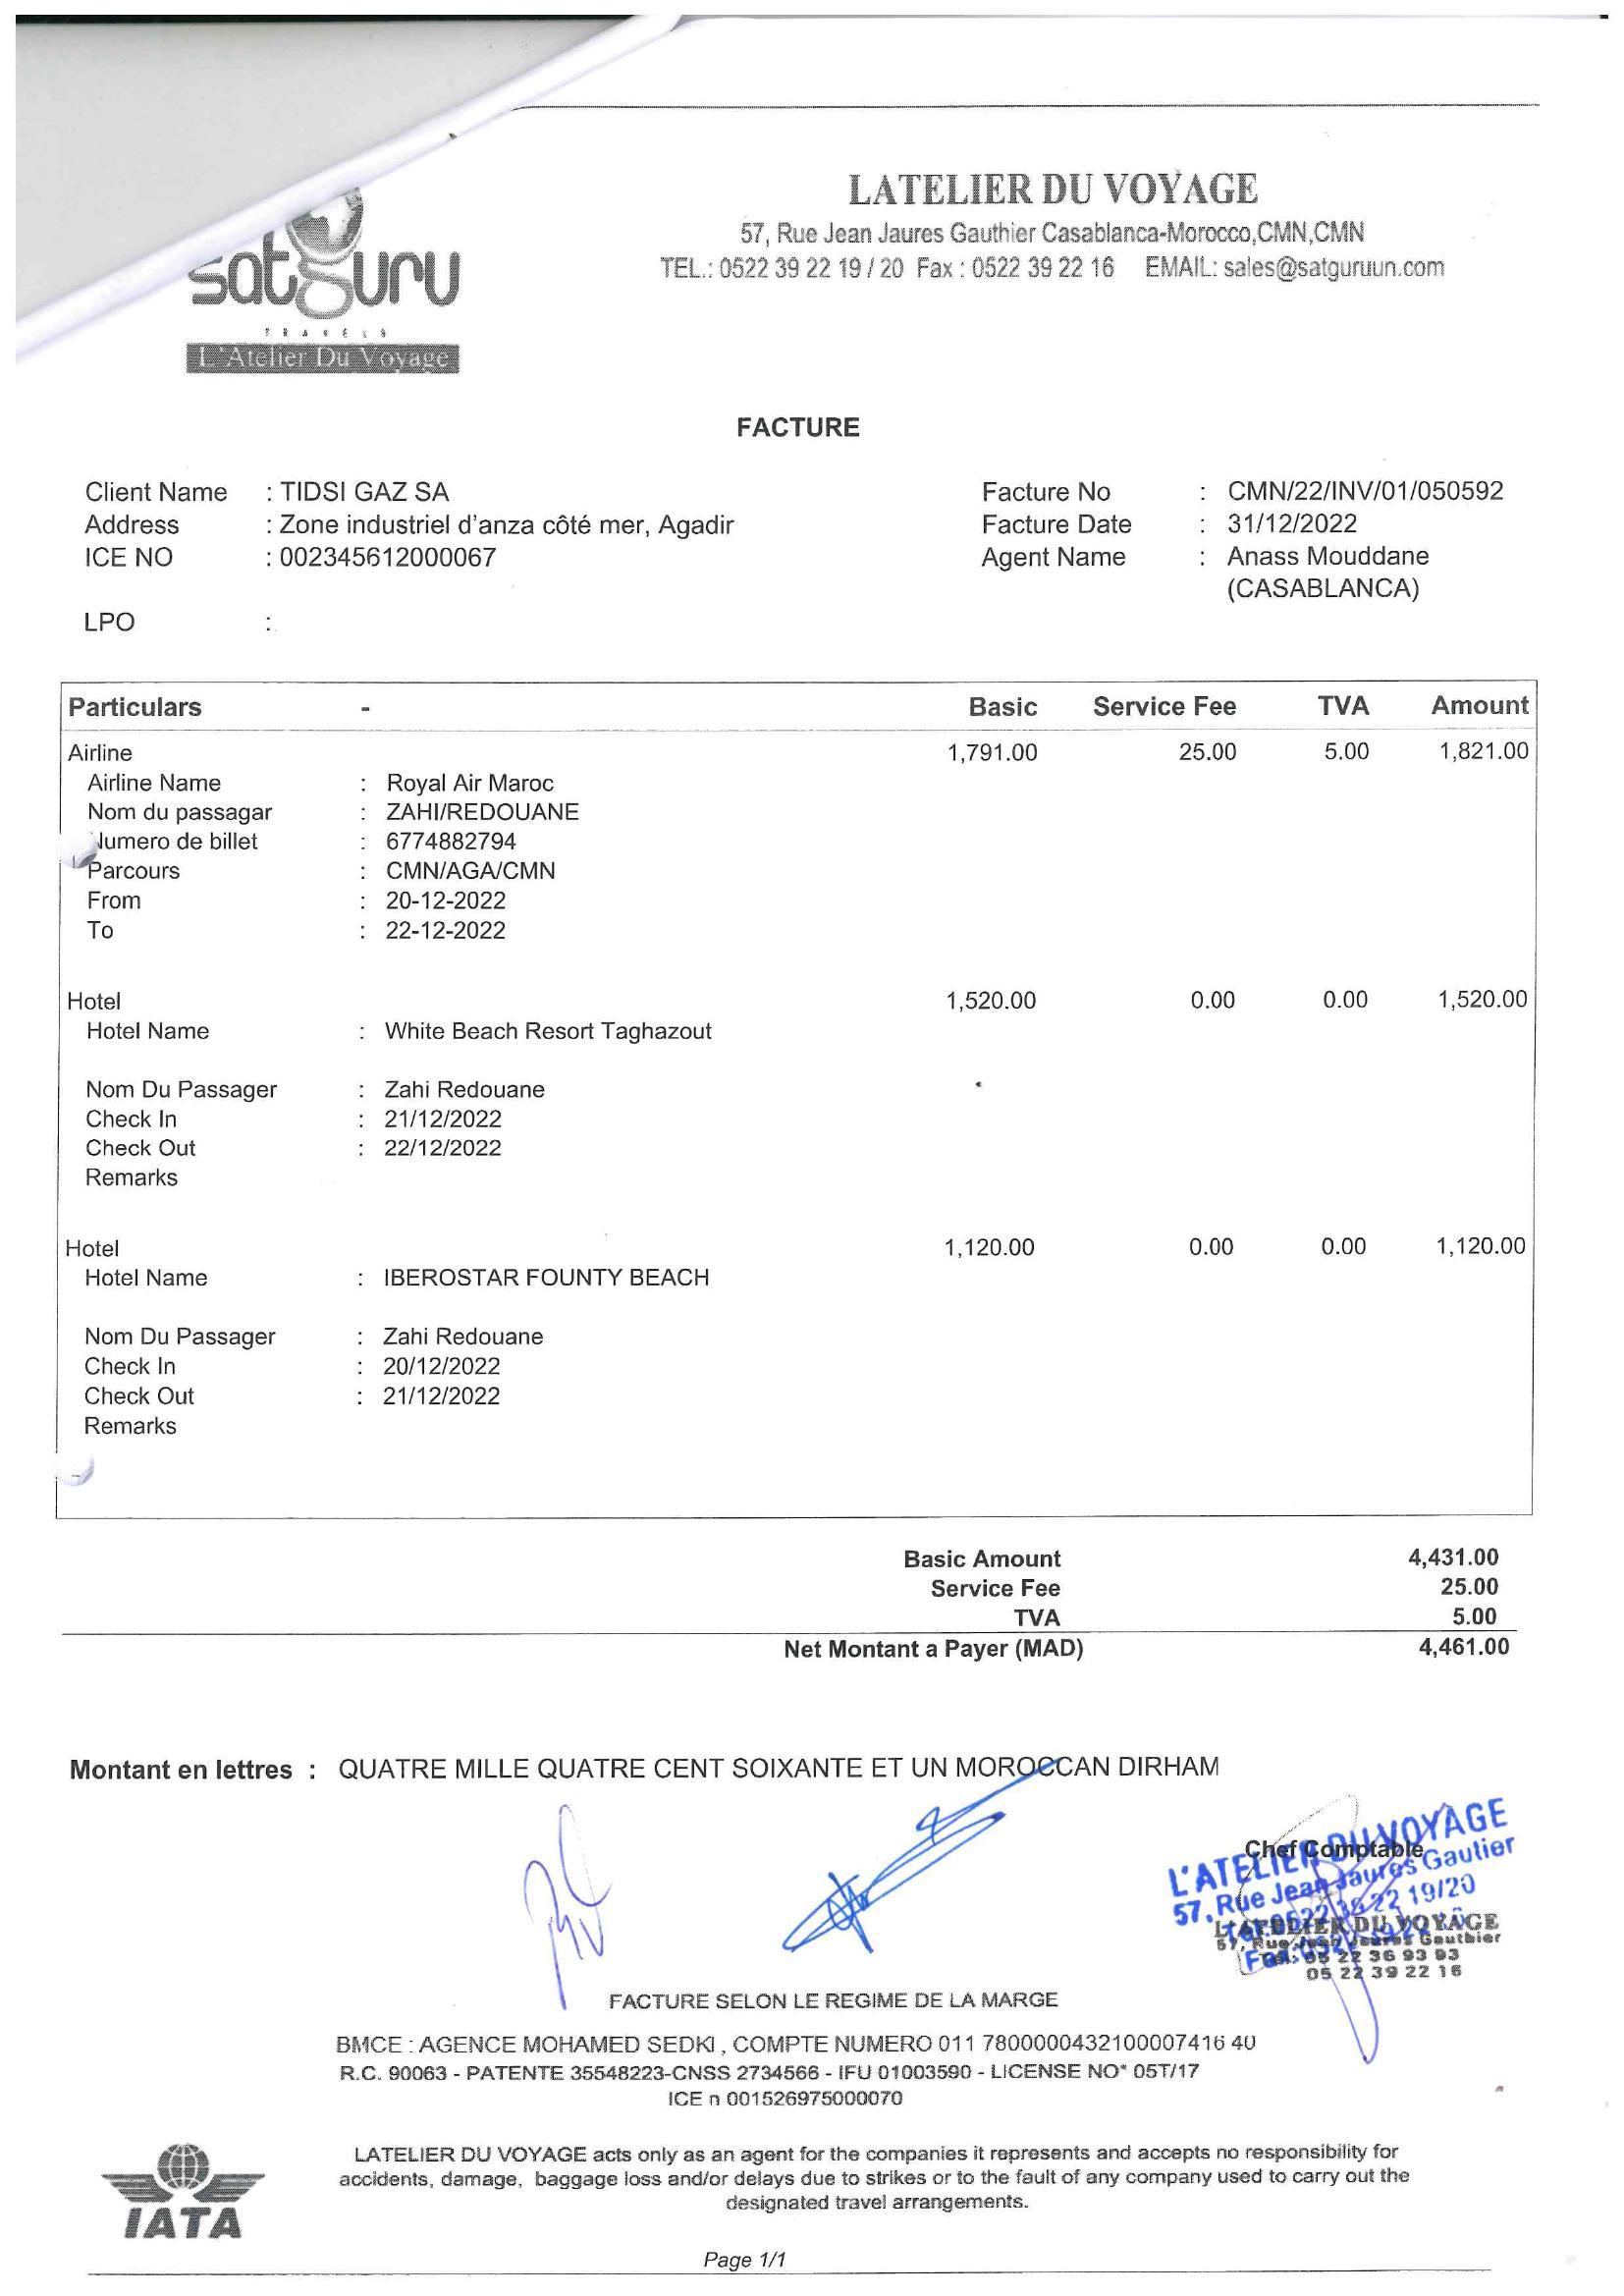 LATELIER DU VOYAGE
57, Rue Jean Jaures Gauthier Casablanca-Morocco,CMN,CMN
TEL.: 0522 39 22 19 / 20 Fax : 0522 39 22 16 EMAIL: sales@satguruun.com
satguru
TRAVELS
L'Atelier Du Voyage
FACTURE
Client Name : TIDSI GAZ SA Facture No : CMN/22/INV/01/050592
Address : Zone industriel d'anza côté mer, Agadir Facture Date : 31/12/2022
ICE NO : 002345612000067 Agent Name : Anass Mouddane
(CASABLANCA)
LPO :
Particulars - Basic Service Fee TVA Amount
Airline 1,791.00 25.00 5.00 1,821.00
Airline Name : Royal Air Maroc
Nom du passagar : ZAHI/REDOUANE
umero de billet : 6774882794
Parcours : CMN/AGA/CMN
From : 20-12-2022
To : 22-12-2022
Hotel 1,520.00 0.00 0.00 1,520.00
Hotel Name : White Beach Resort Taghazout
Nom Du Passager : Zahi Redouane
Check In : 21/12/2022
Check Out : 22/12/2022
Remarks
Hotel 1,120.00 0.00 0.00 1,120.00
Hotel Name : IBEROSTAR FOUNTY BEACH
Nom Du Passager : Zahi Redouane
Check In : 20/12/2022
Check Out : 21/12/2022
Remarks
Basic Amount 4,431.00
Service Fee 25.00
TVA 5.00
Net Montant a Payer (MAD) 4,461.00
Montant en lettres : QUATRE MILLE QUATRE CENT SOIXANTE ET UN MOROCCAN DIRHAM
Chef Comptable
L'ATELIER DU VOYAGE
57, Rue Jean Jaures Gautier
Tel: 0522 39 22 19/20
L'ATELIER DU VOYAGE
57, Rue Jean Jaures Gauthier
05 22 36 93 93
05 22 39 22 16
FACTURE SELON LE REGIME DE LA MARGE
BMCE : AGENCE MOHAMED SEDKI , COMPTE NUMERO 011 7800000432100007416 40
R.C. 90063 - PATENTE 35548223-CNSS 2734566 - IFU 01003590 - LICENSE NO* 05T/17
ICE n 001526975000070
LATELIER DU VOYAGE acts only as an agent for the companies it represents and accepts no responsibility for
accidents, damage, baggage loss and/or delays due to strikes or to the fault of any company used to carry out the
designated travel arrangements.
IATA
Page 1/1